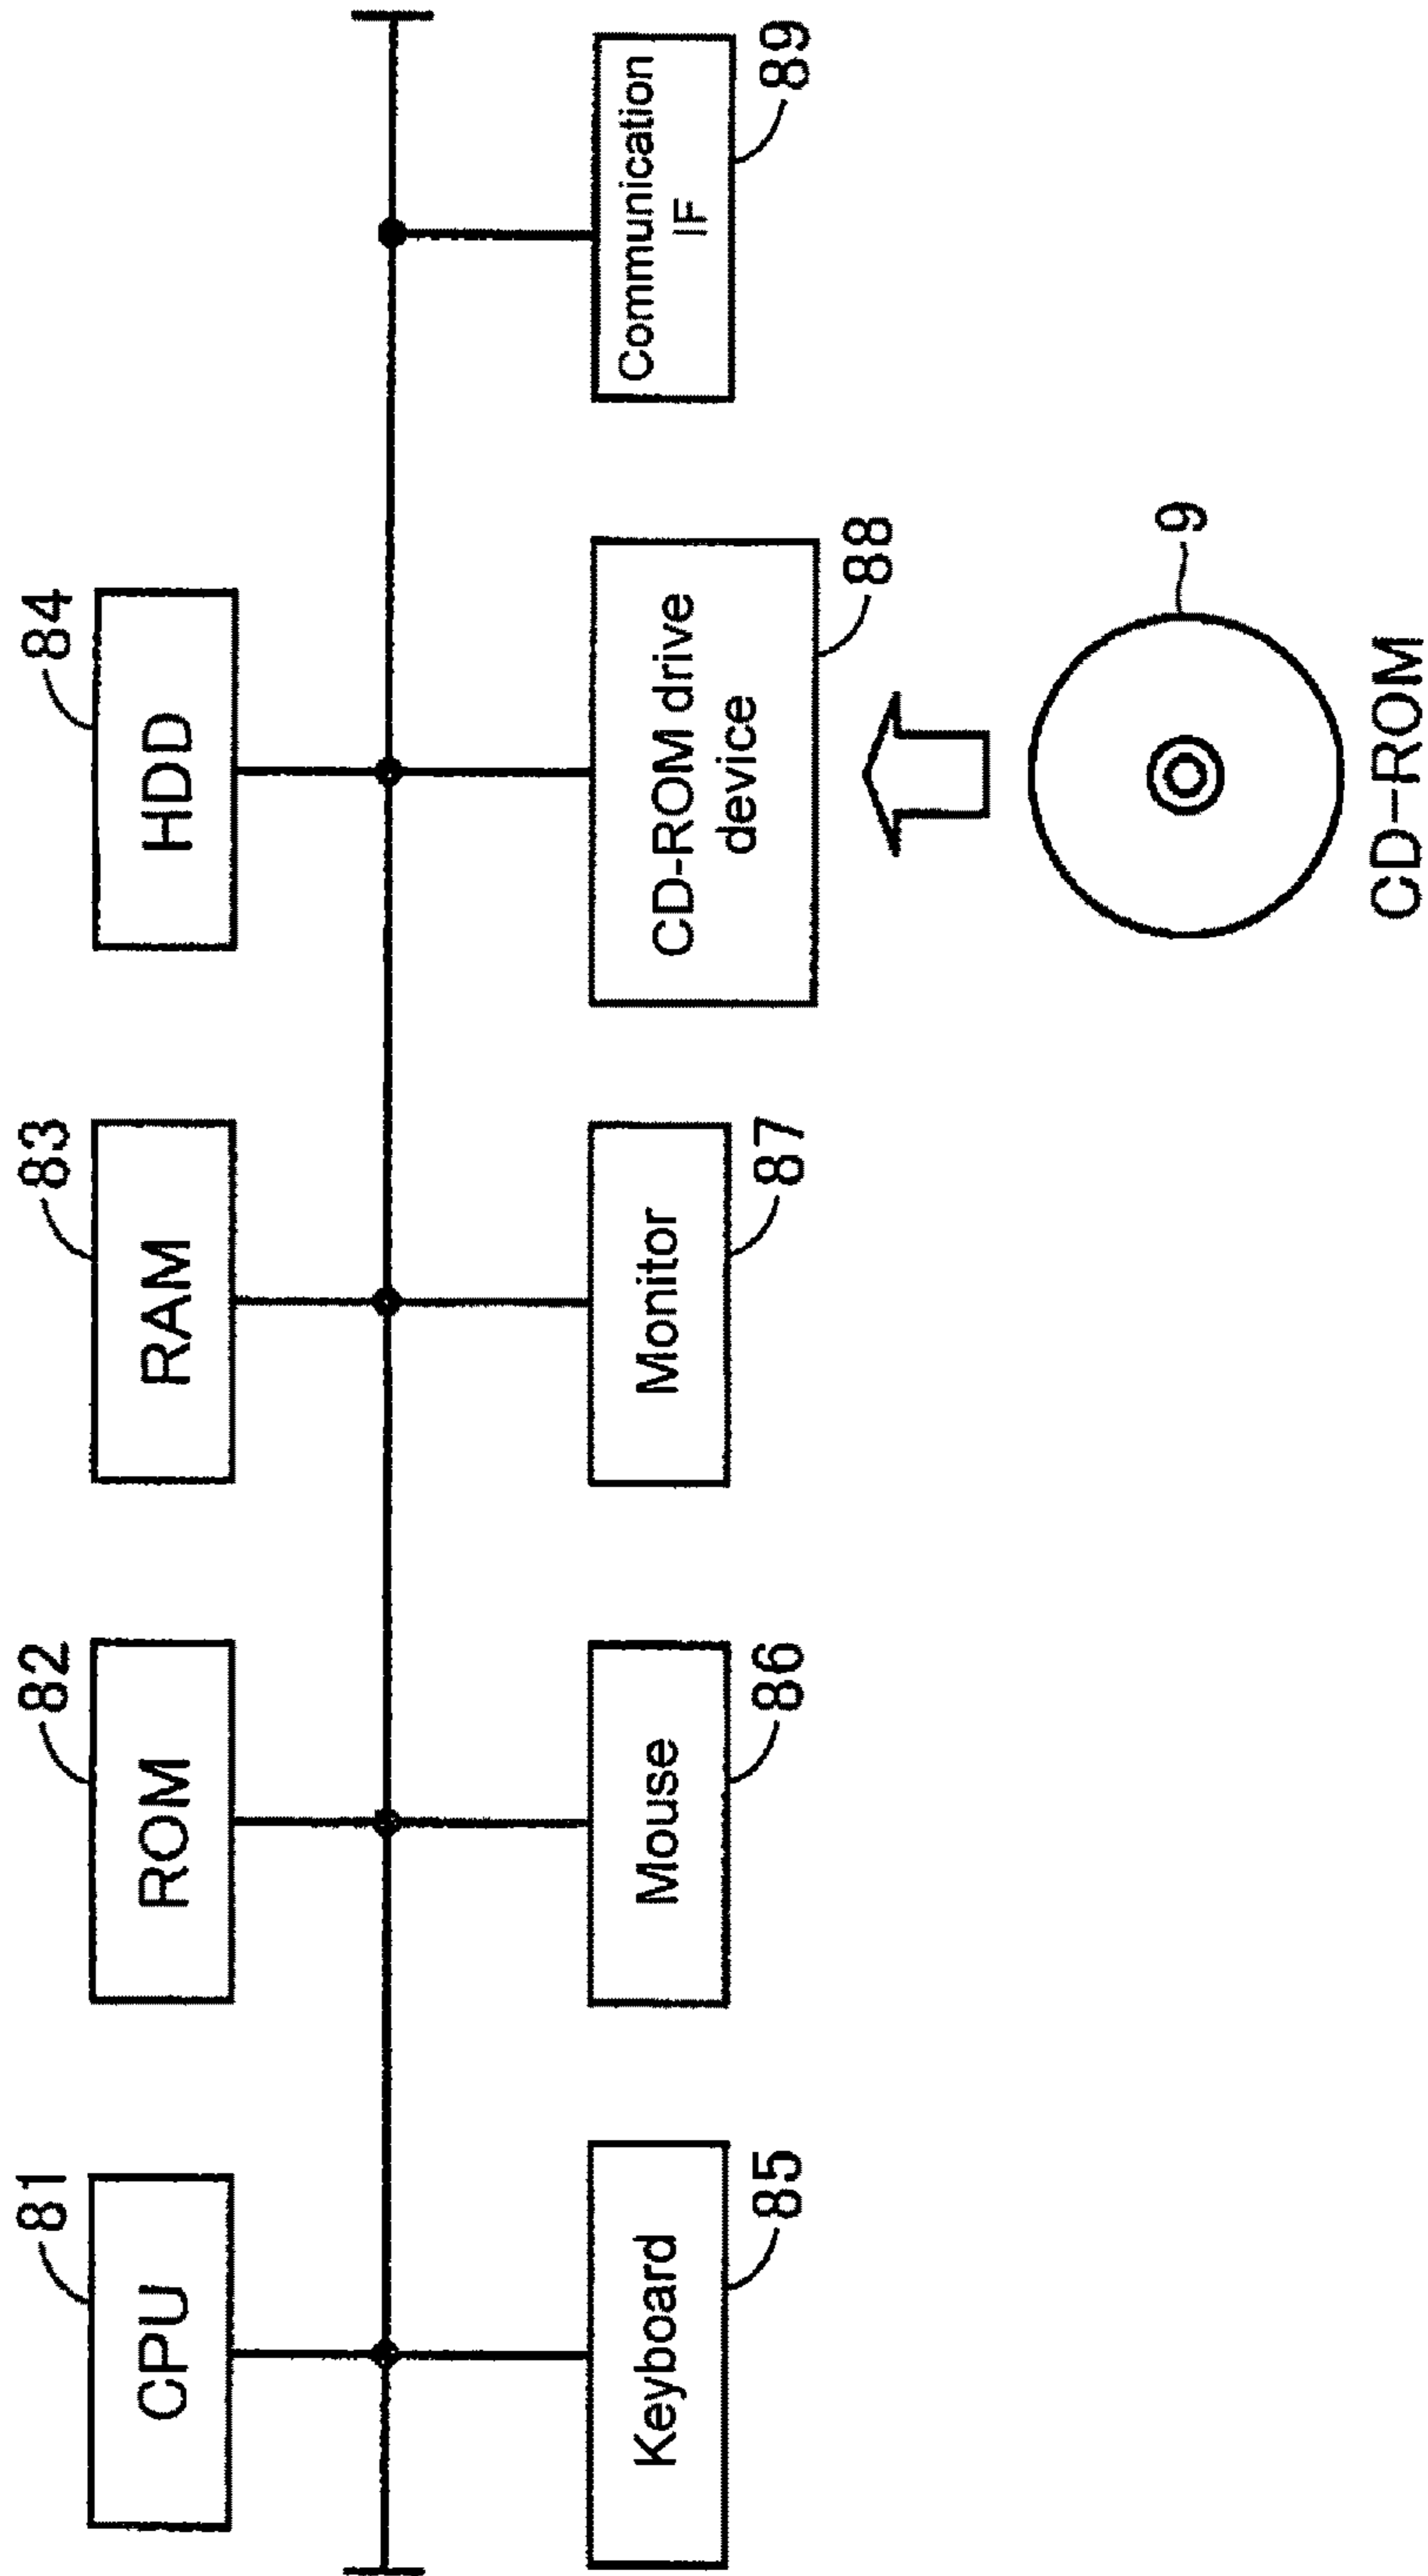 81
CPU
82
ROM
83
RAM
84
HDD
Keyboard
85
Mouse
86
Monitor
87
CD-ROM drive
device
88
Communication
IF
89
9
CD-ROM